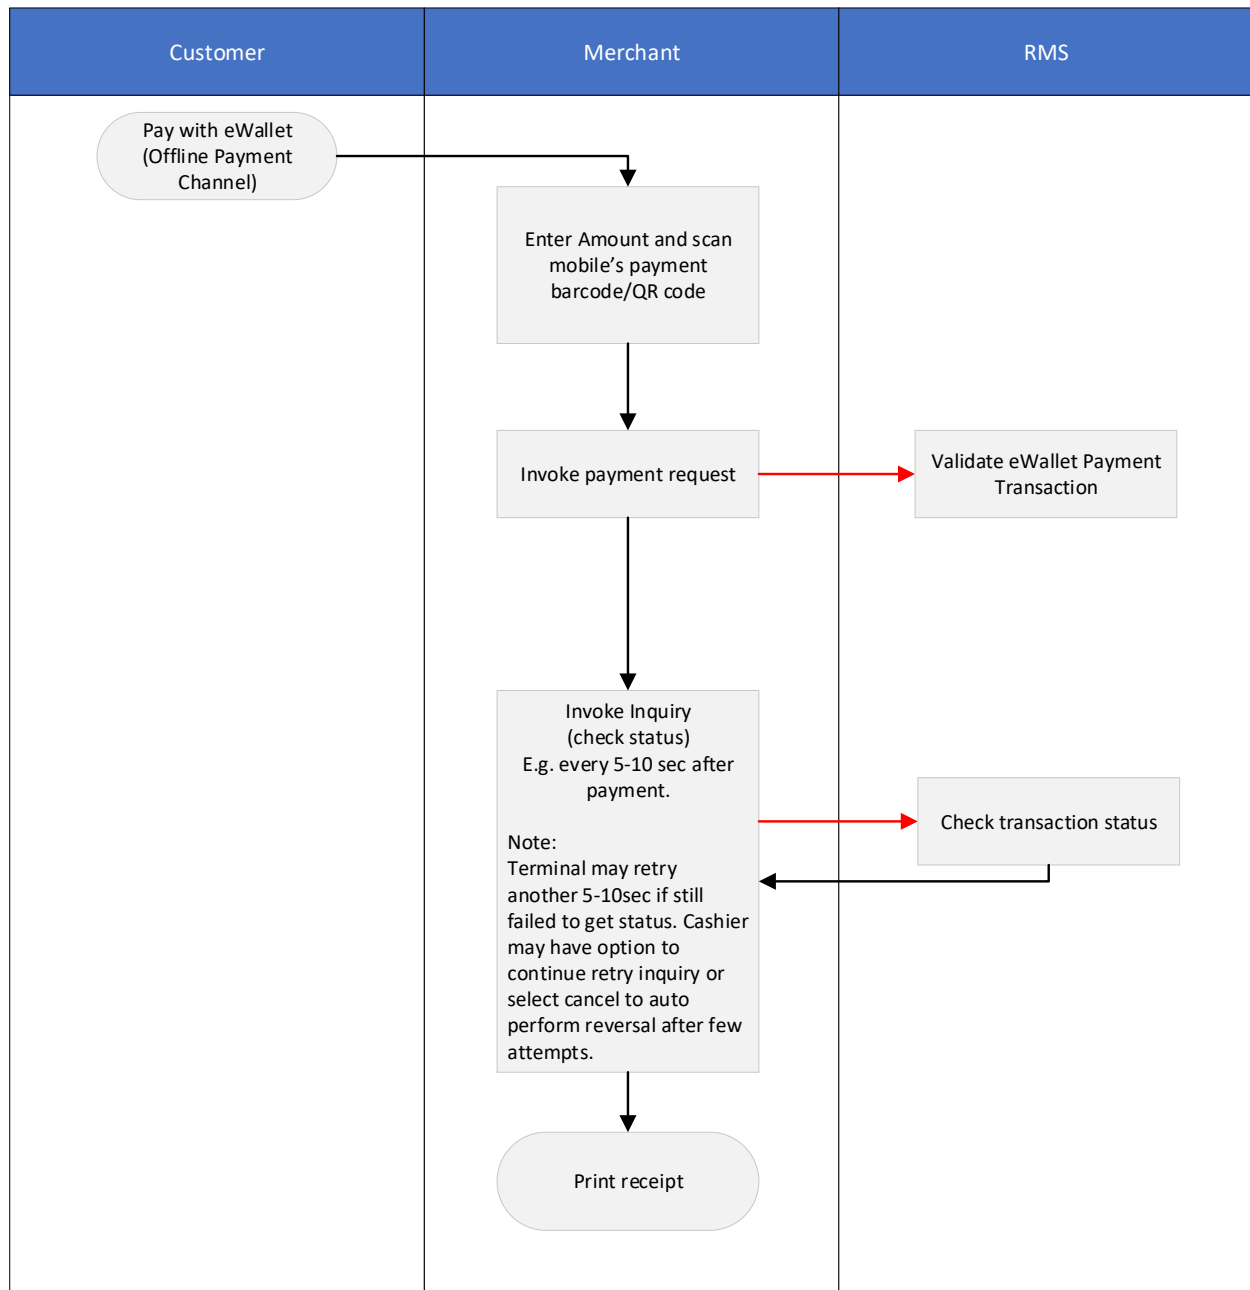 Customer
Merchant
RMS
Pay with eWallet
(Offline Payment
Channel)
Enter Amount and scan
mobile’s payment
barcode/QR code
Invoke payment request
Validate eWallet Payment
Transaction
Invoke Inquiry
(check status)
E.g. every 5-10 sec after
payment.
Note:
Terminal may retry
another 5-10sec if still
failed to get status. Cashier
may have option to
continue retry inquiry or
select cancel to auto
perform reversal after few
attempts.
Check transaction status
Print receipt